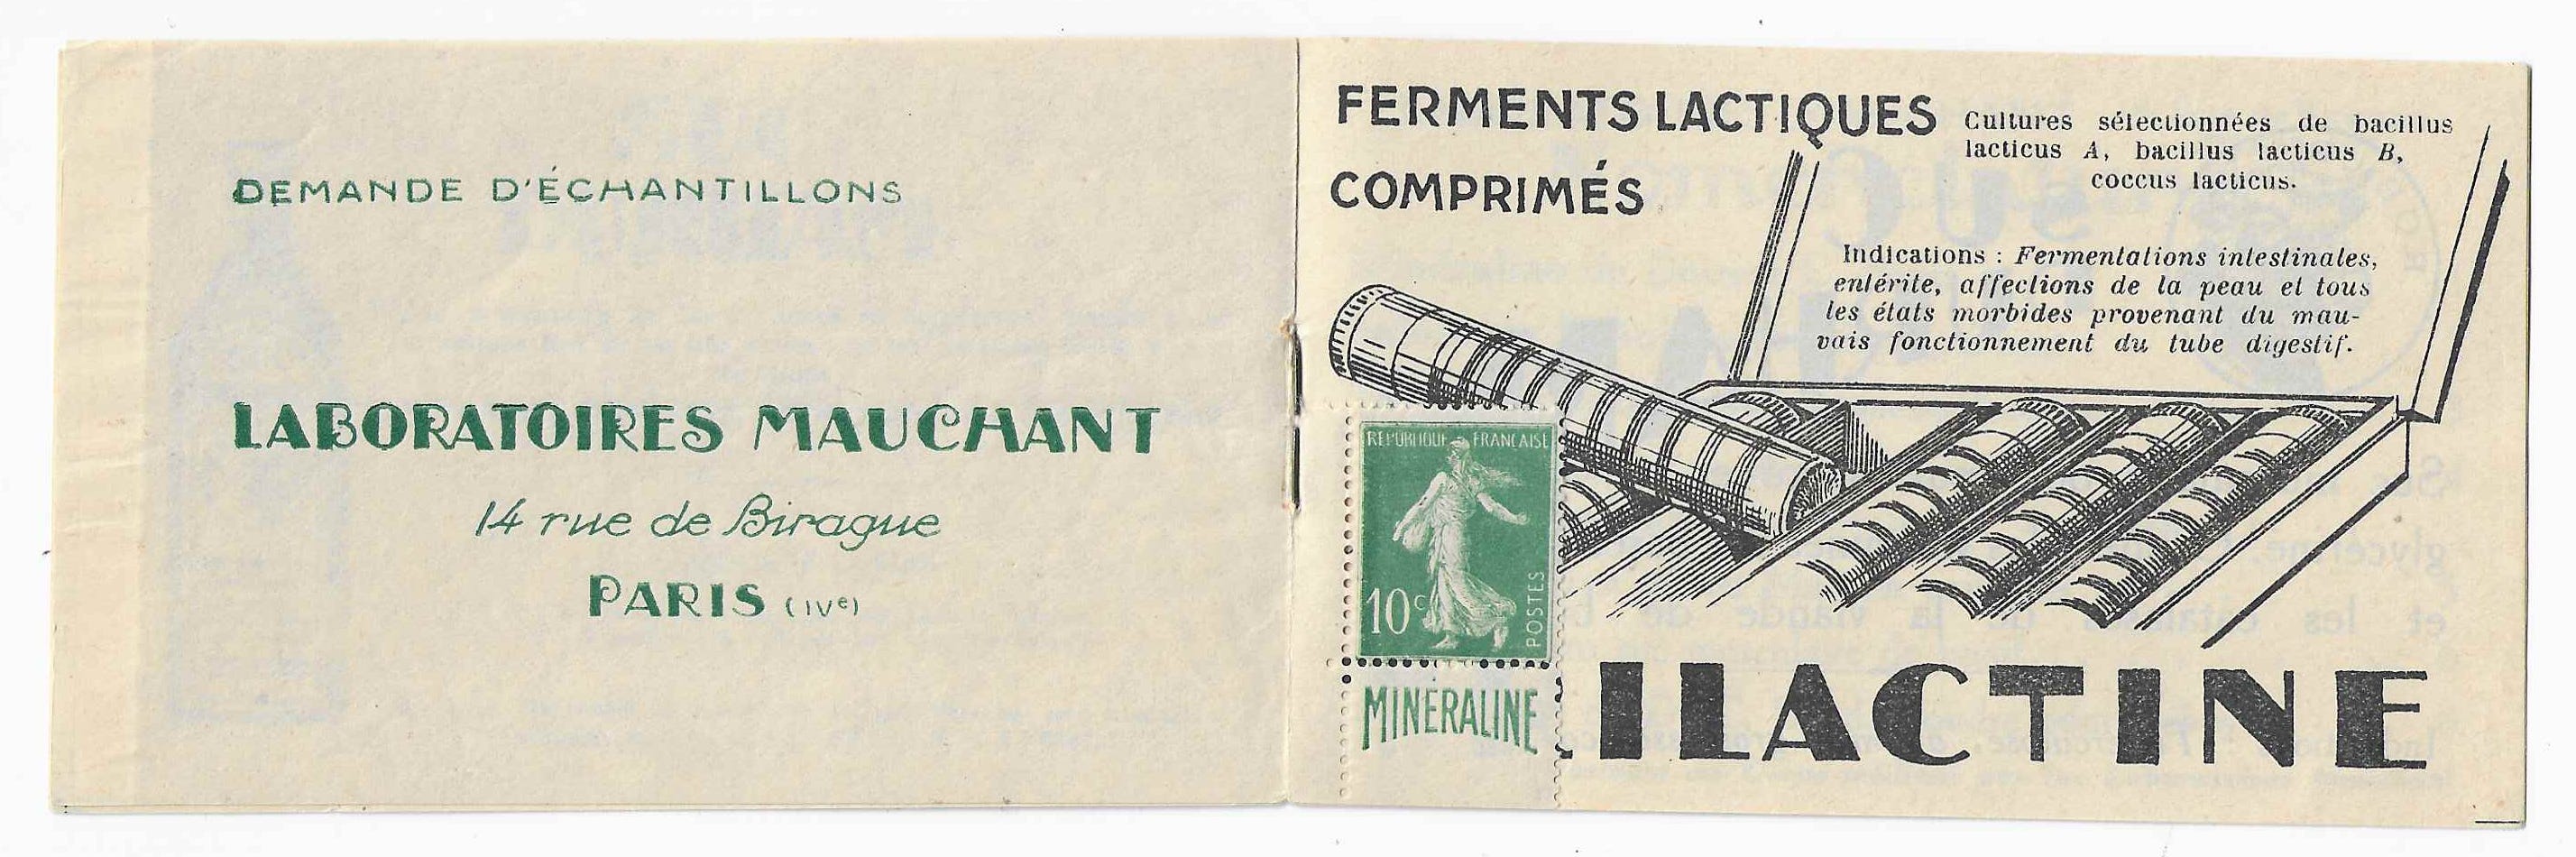 DEMANDE D'ÉCHANTILLONS
LABORATOIRES MAUCHANT
14 rue de Birague
PARIS (IVe)
FERMENTS LACTIQUES
COMPRIMÉS
Cultures sélectionnées de bacillus
lacticus A, bacillus lacticus B,
coccus lacticus.
Indications : Fermentations intestinales,
entérite, affections de la peau et tous
les états morbides provenant du mau-
vais fonctionnement du tube digestif.
REPUBLIQUE FRANCAISE
10c
POSTES
MINÉRALINE
ILACTINE